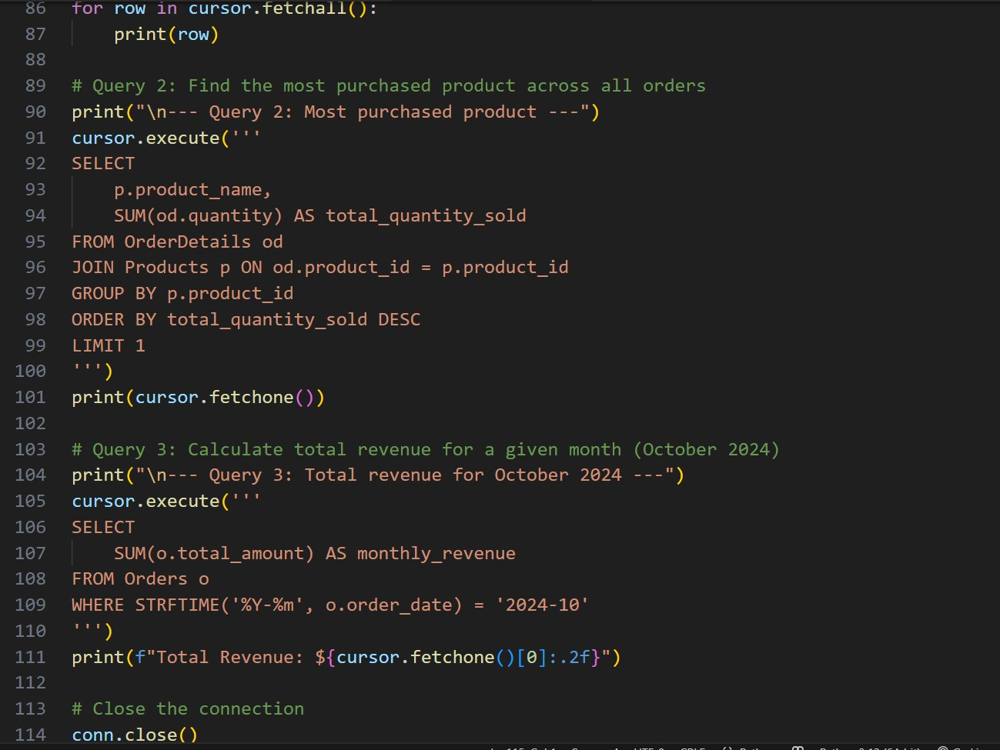 86 for row in cursor.fetchall():
87     print(row)
88
89 # Query 2: Find the most purchased product across all orders
90 print("\n--- Query 2: Most purchased product ---")
91 cursor.execute('''
92 SELECT
93     p.product_name,
94     SUM(od.quantity) AS total_quantity_sold
95 FROM OrderDetails od
96 JOIN Products p ON od.product_id = p.product_id
97 GROUP BY p.product_id
98 ORDER BY total_quantity_sold DESC
99 LIMIT 1
100 ''')
101 print(cursor.fetchone())
102
103 # Query 3: Calculate total revenue for a given month (October 2024)
104 print("\n--- Query 3: Total revenue for October 2024 ---")
105 cursor.execute('''
106 SELECT
107     SUM(o.total_amount) AS monthly_revenue
108 FROM Orders o
109 WHERE STRFTIME('%Y-%m', o.order_date) = '2024-10'
110 ''')
111 print(f"Total Revenue: ${cursor.fetchone()[0]:.2f}")
112
113 # Close the connection
114 conn.close()